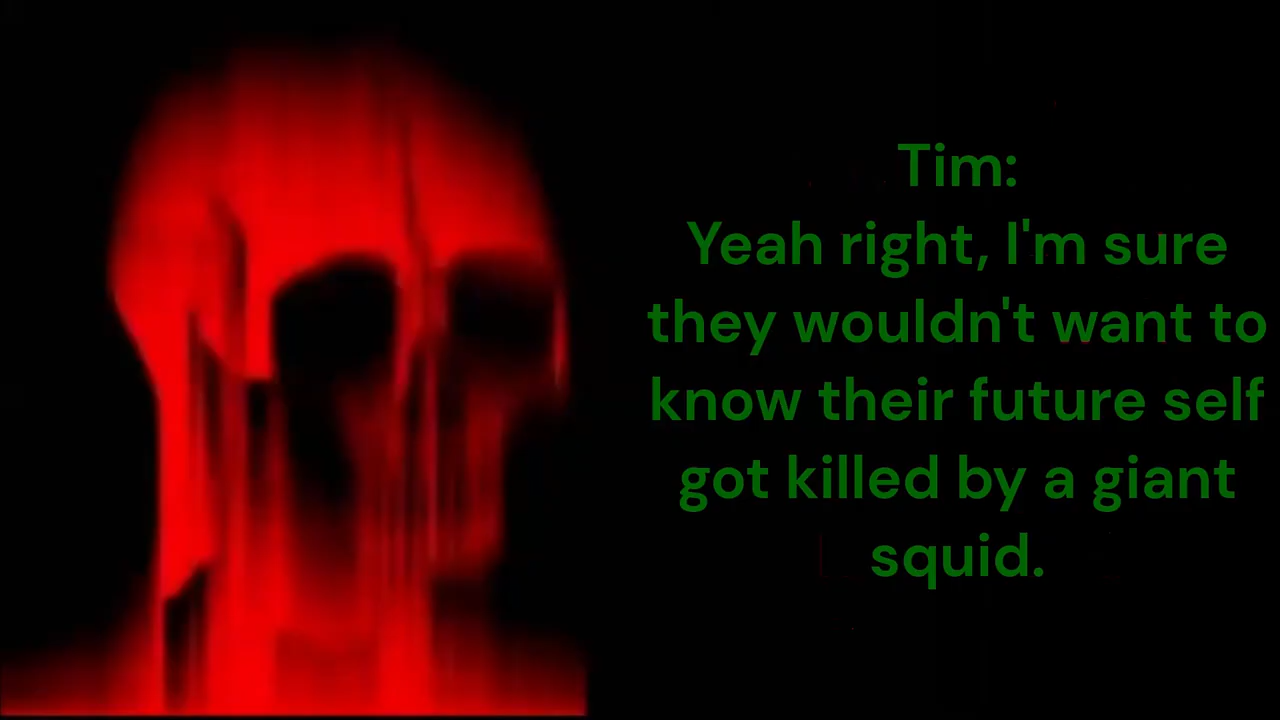 Tim:
Yeah right, I'm sure
they wouldn't want to
know their future self
got killed by a giant
squid.